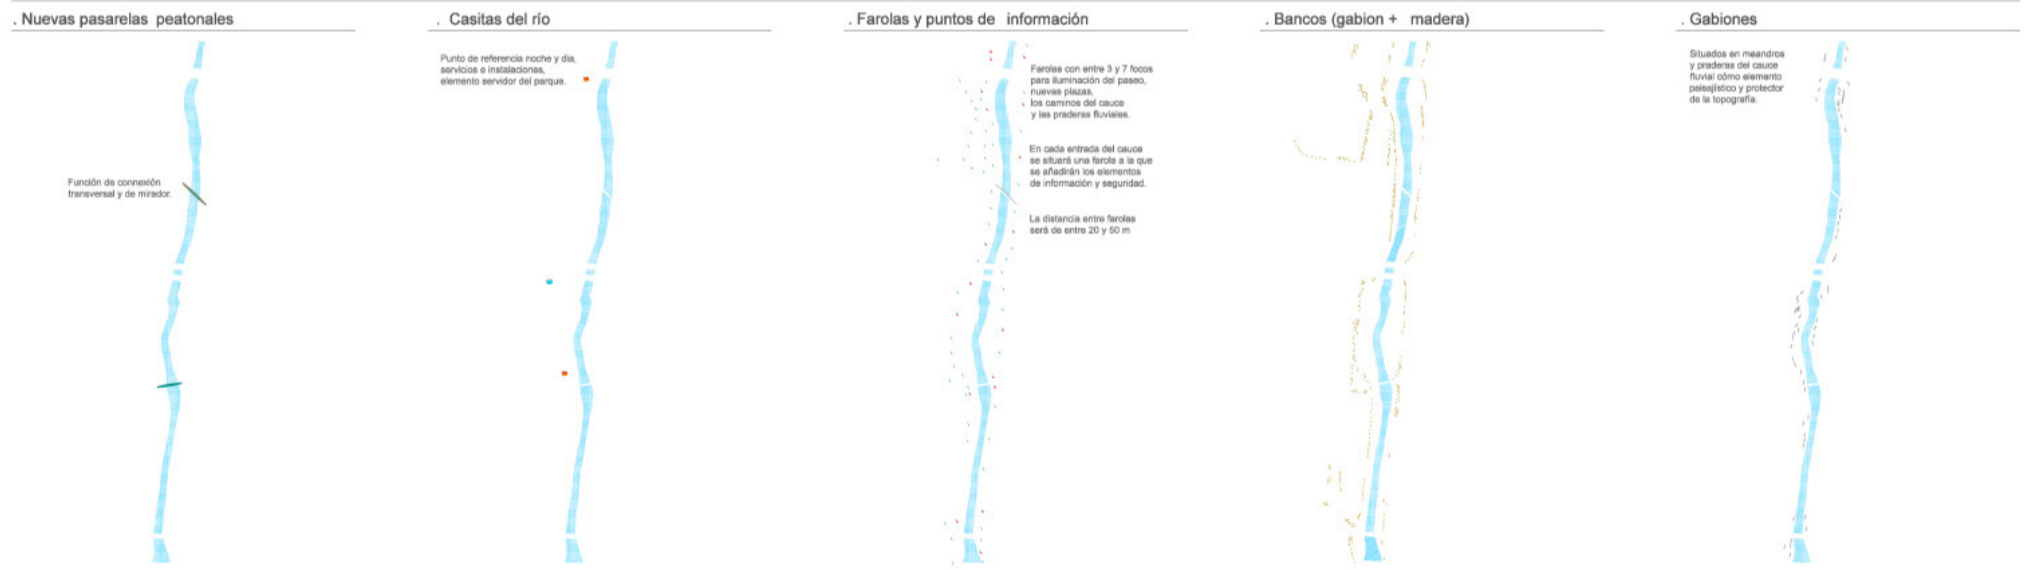 . Nuevas pasarelas peatonales
Función de connexión
transversal y de mirador.
. Casitas del río
Punto de referencia noche y dia,
servicios e instalaciones,
elemento servidor del parque.
. Farolas y puntos de información
Farolas con entre 3 y 7 focos
para iluminación del paseo,
nuevas plazas,
los caminos del cauce
y las praderas fluviales.
En cada entrada del cauce
se situará una farola a la que
se añadirán los elementos
de información y seguridad.
La distancia entre farolas
será de entre 20 y 50 m
. Bancos (gabion + madera)
. Gabiones
Situados en meandros
y praderas del cauce
fluvial cómo elemento
paisajístico y protector
de la topografía.